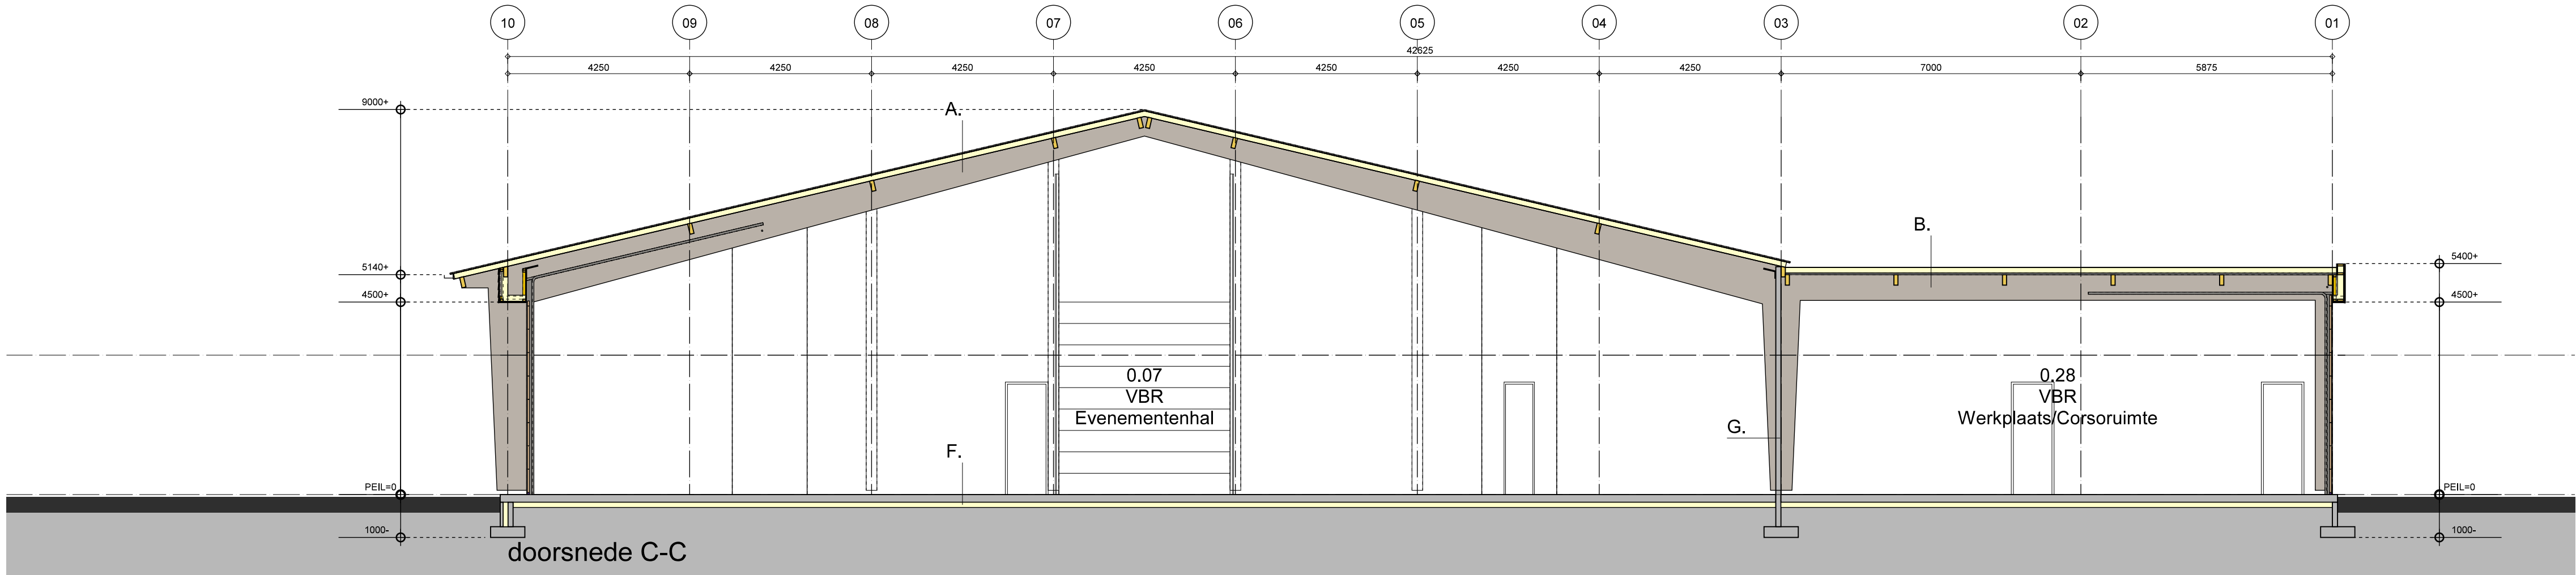 10 09 08 07 06 05 04 03 02 01
42625
4250 4250 4250 4250 4250 4250 4250 7000 5875
9000+
A.
B.
5140+
5400+
4500+
4500+
0.07
VBR
Evenementenhal
0.28
VBR
Werkplaats/Corsoruimte
G.
F.
PEIL=0
PEIL=0
1000-
1000-
doorsnede C-C